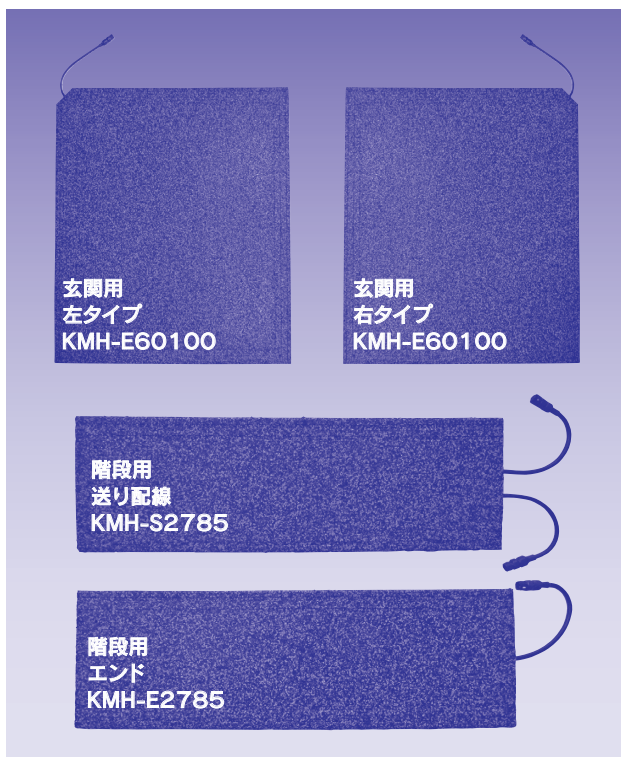 玄関用
左タイプ
KMH-E60100
玄関用
右タイプ
KMH-E60100
階段用
送り配線
KMH-S2785
階段用
エンド
KMH-E2785